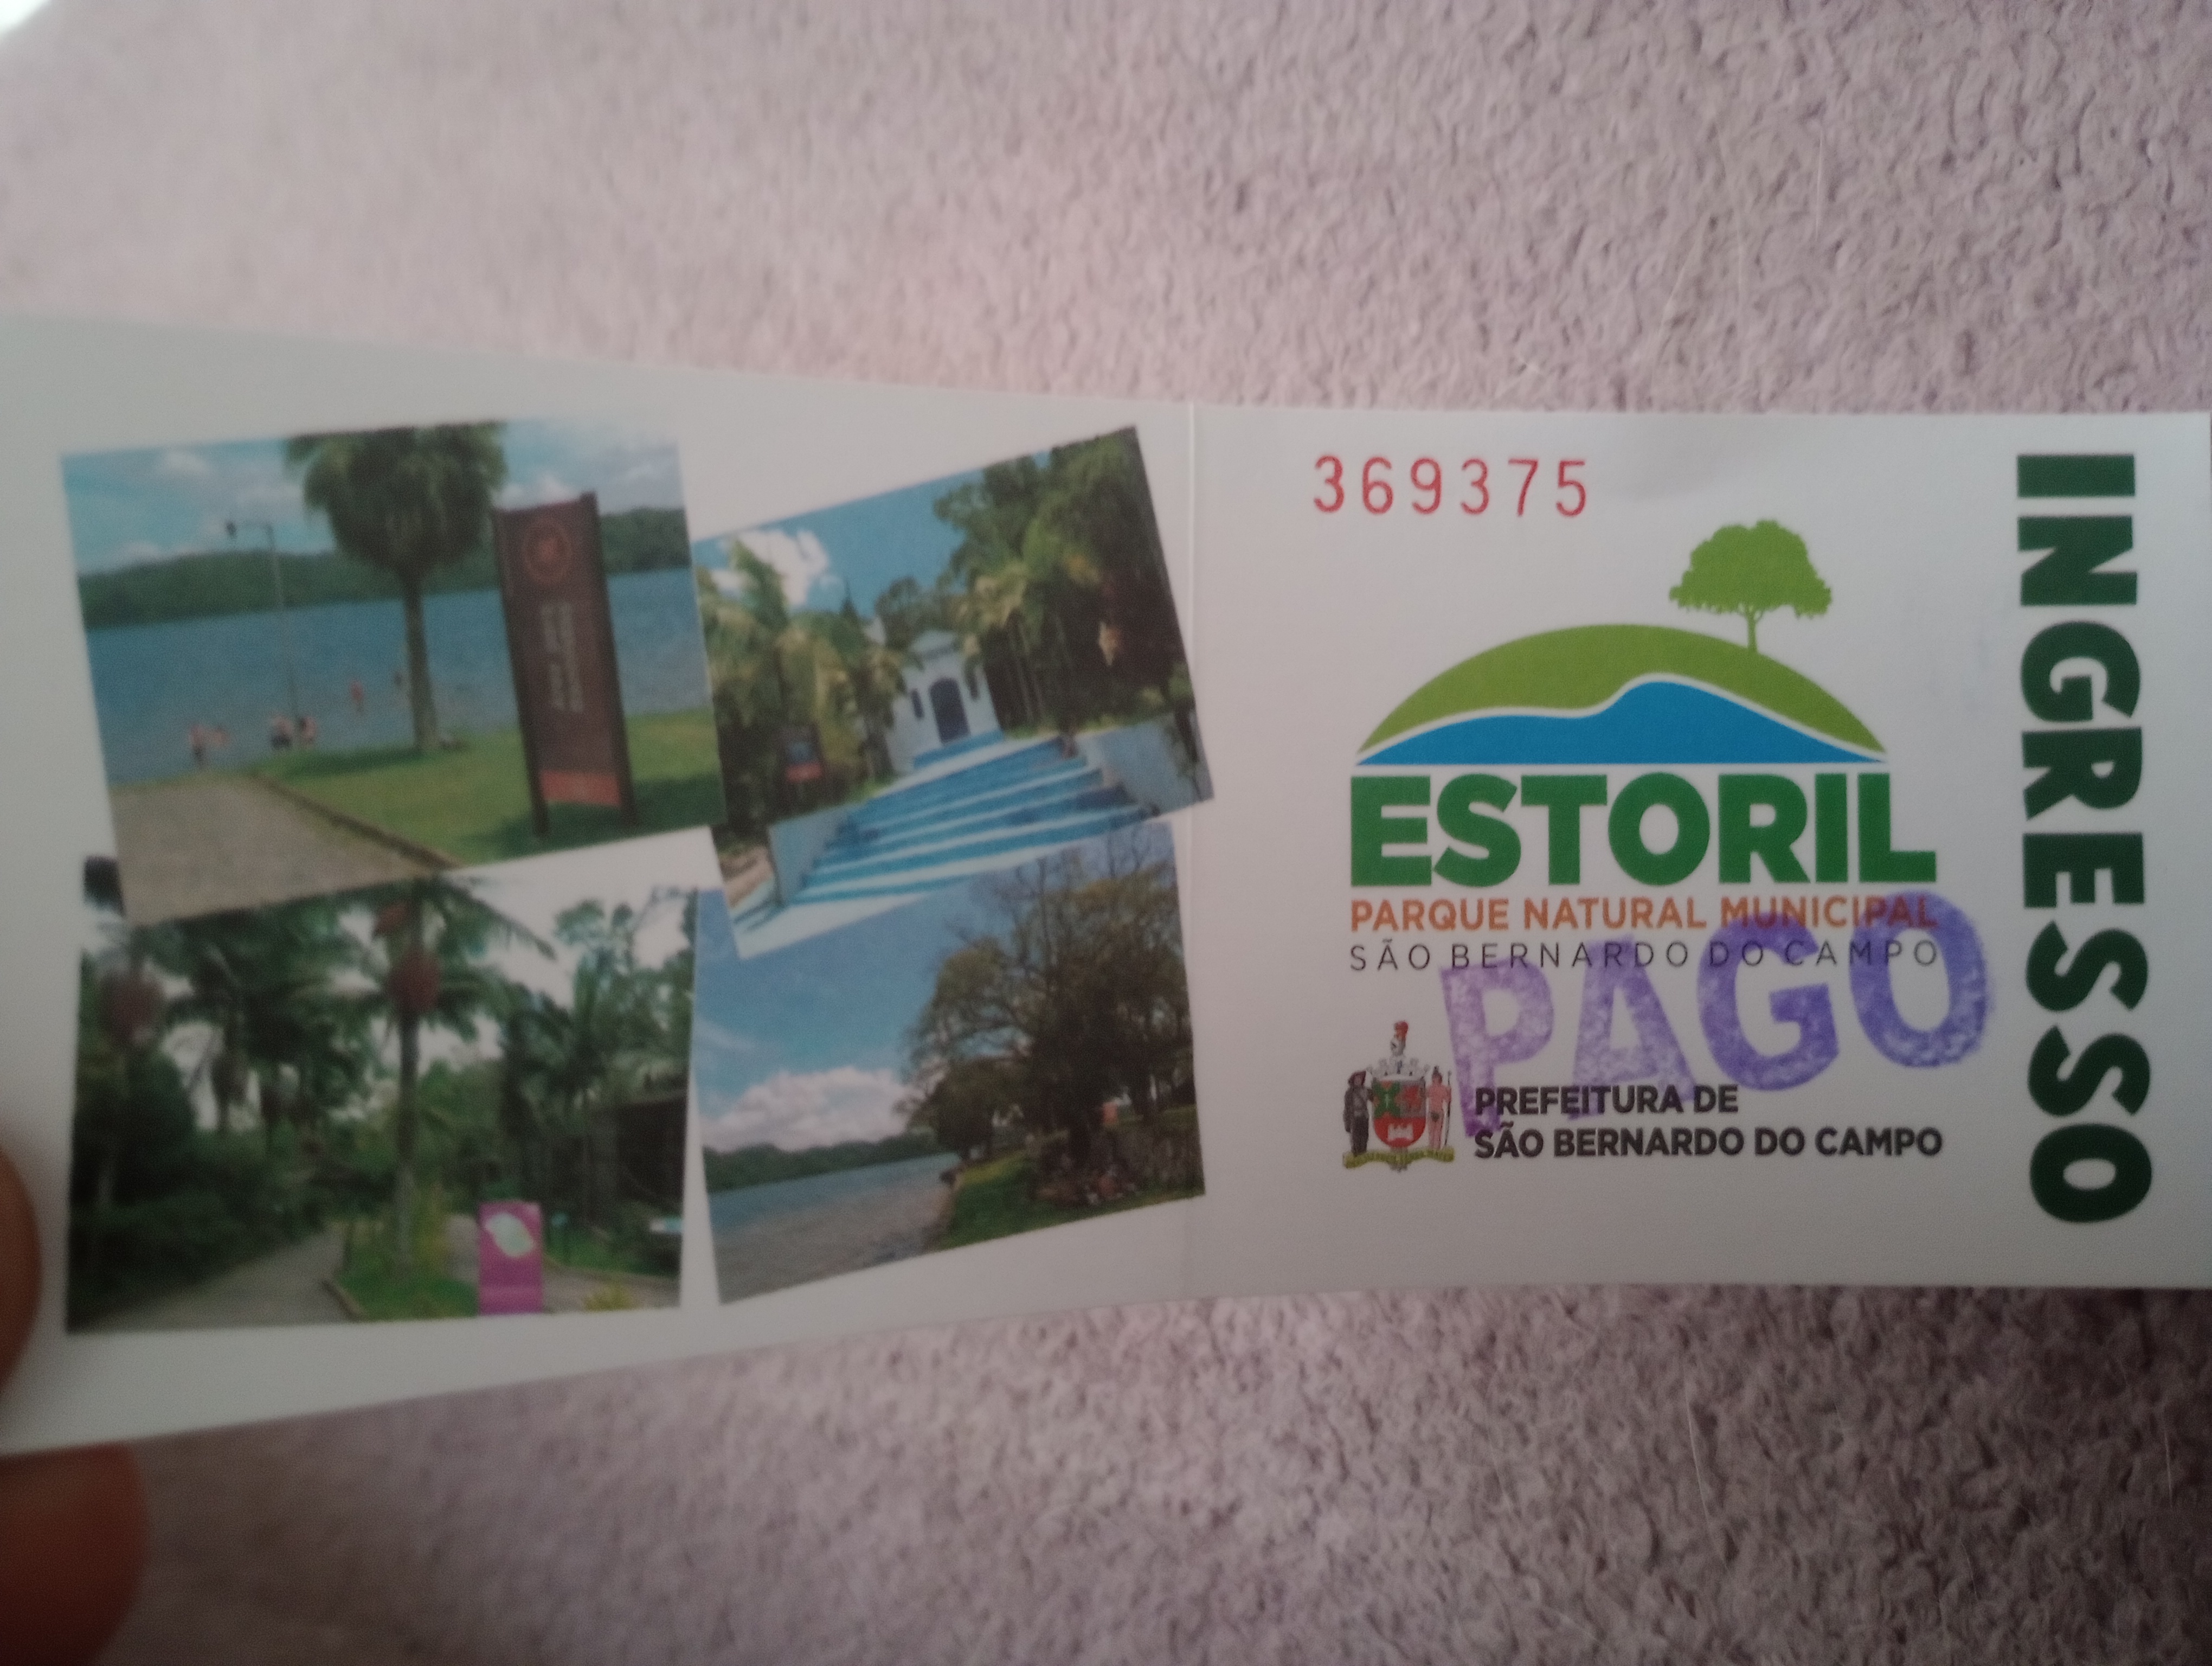 369375
ESTORIL
PARQUE NATURAL MUNICIPAL
SÃO BERNARDO DO CAMPO
PAGO
PREFEITURA DE
SÃO BERNARDO DO CAMPO
INGRESSO